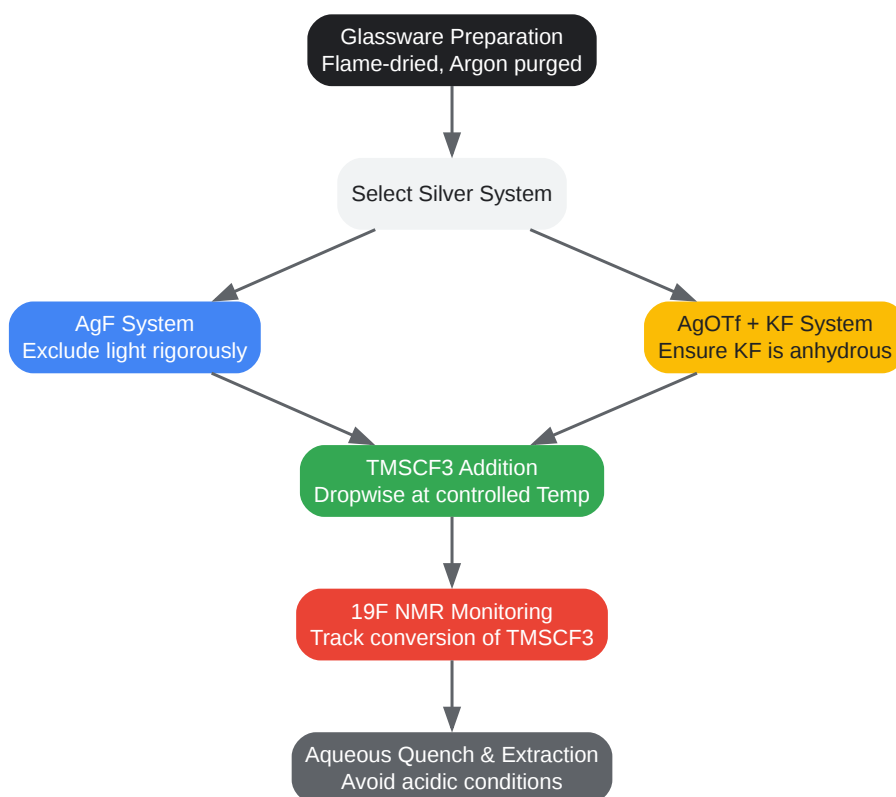 Glassware Preparation
Flame-dried, Argon purged
Select Silver System
AgF System
Exclude light rigorously
AgOTf + KF System
Ensure KF is anhydrous
TMSCF3 Addition
Dropwise at controlled Temp
19F NMR Monitoring
Track conversion of TMSCF3
Aqueous Quench & Extraction
Avoid acidic conditions